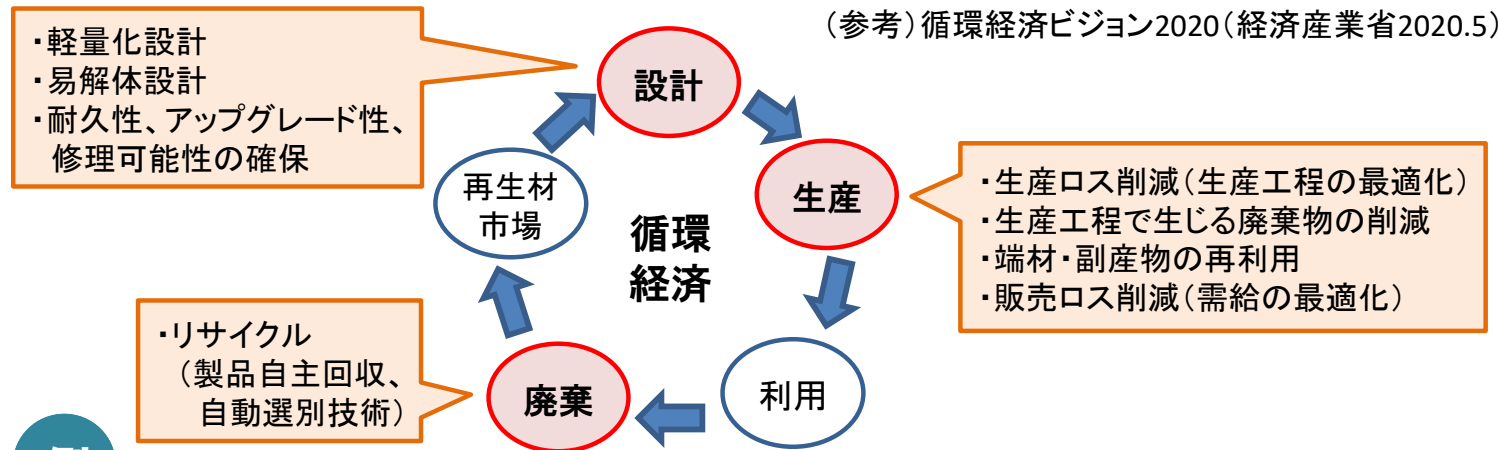 (参考)循環経済ビジョン2020(経済産業省2020.5)
・軽量化設計
・易解体設計
・耐久性、アップグレード性、
修理可能性の確保
設計
生産
・生産ロス削減(生産工程の最適化)
・生産工程で生じる廃棄物の削減
・端材・副産物の再利用
・販売ロス削減(需給の最適化)
再生材
市場
循環
経済
・リサイクル
(製品自主回収、
自動選別技術)
廃棄
利用